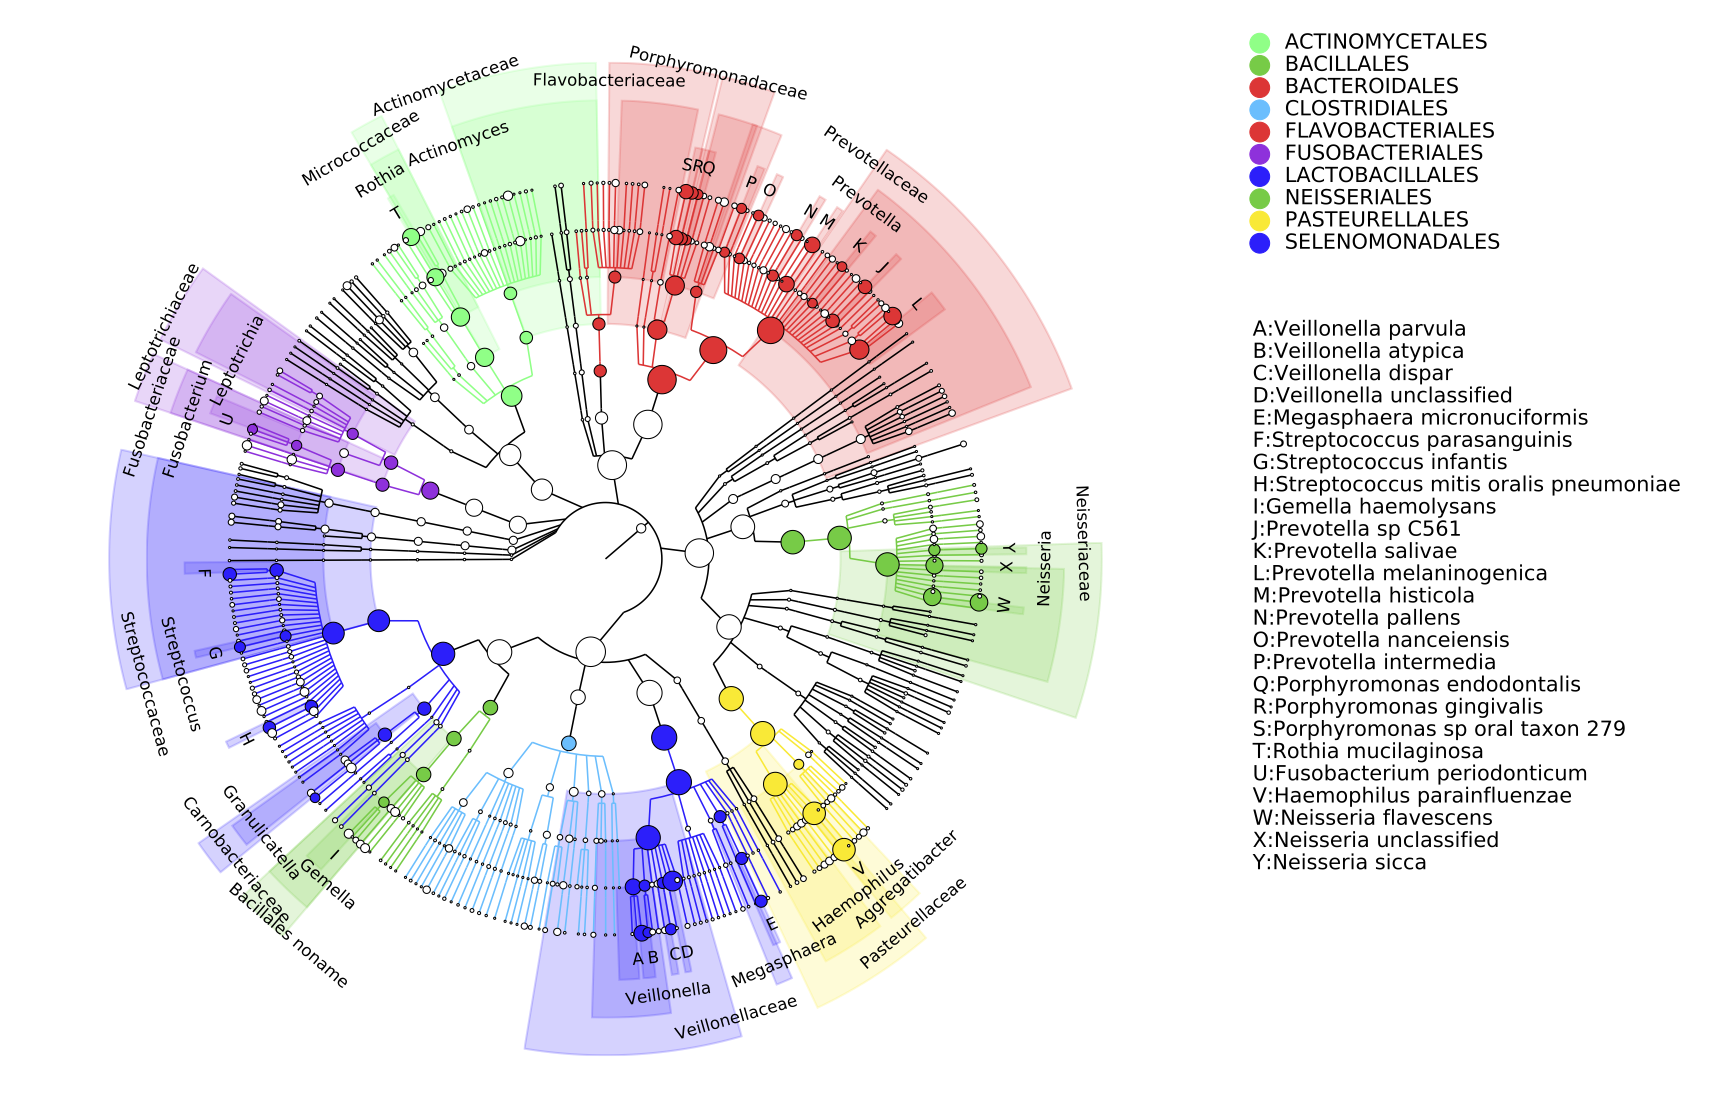 Porphyromonadaceae
Actinomycetaceae
Flavobacteriaceae
Micrococcaceae
Actinomyces
Rothia
SRQ
P
O
Prevotellaceae
Prevotella
N
M
K
J
L
T
Leptotrichiaceae
Leptotrichia
Fusobacteriaceae
Fusobacterium
U
F
G
H
Streptococcus
Streptococcaceae
Neisseriaceae
Neisseria
Y
X
W
Granulicatella
Carnobacteriaceae
Gemella
Bacillales noname
I
V
Haemophilus
Aggregatibacter
Pasteurellaceae
E
Megasphaera
A
B
C
D
Veillonella
Veillonellaceae
ACTINOMYCETALES
BACILLALES
BACTEROIDALES
CLOSTRIDIALES
FLAVOBACTERIALES
FUSOBACTERIALES
LACTOBACILLALES
NEISSERIALES
PASTEURELLALES
SELENOMONADALES
A:Veillonella parvula
B:Veillonella atypica
C:Veillonella dispar
D:Veillonella unclassified
E:Megasphaera micronuciformis
F:Streptococcus parasanguinis
G:Streptococcus infantis
H:Streptococcus mitis oralis pneumoniae
I:Gemella haemolysans
J:Prevotella sp C561
K:Prevotella salivae
L:Prevotella melaninogenica
M:Prevotella histicola
N:Prevotella pallens
O:Prevotella nanceiensis
P:Prevotella intermedia
Q:Porphyromonas endodontalis
R:Porphyromonas gingivalis
S:Porphyromonas sp oral taxon 279
T:Rothia mucilaginosa
U:Fusobacterium periodonticum
V:Haemophilus parainfluenzae
W:Neisseria flavescens
X:Neisseria unclassified
Y:Neisseria sicca